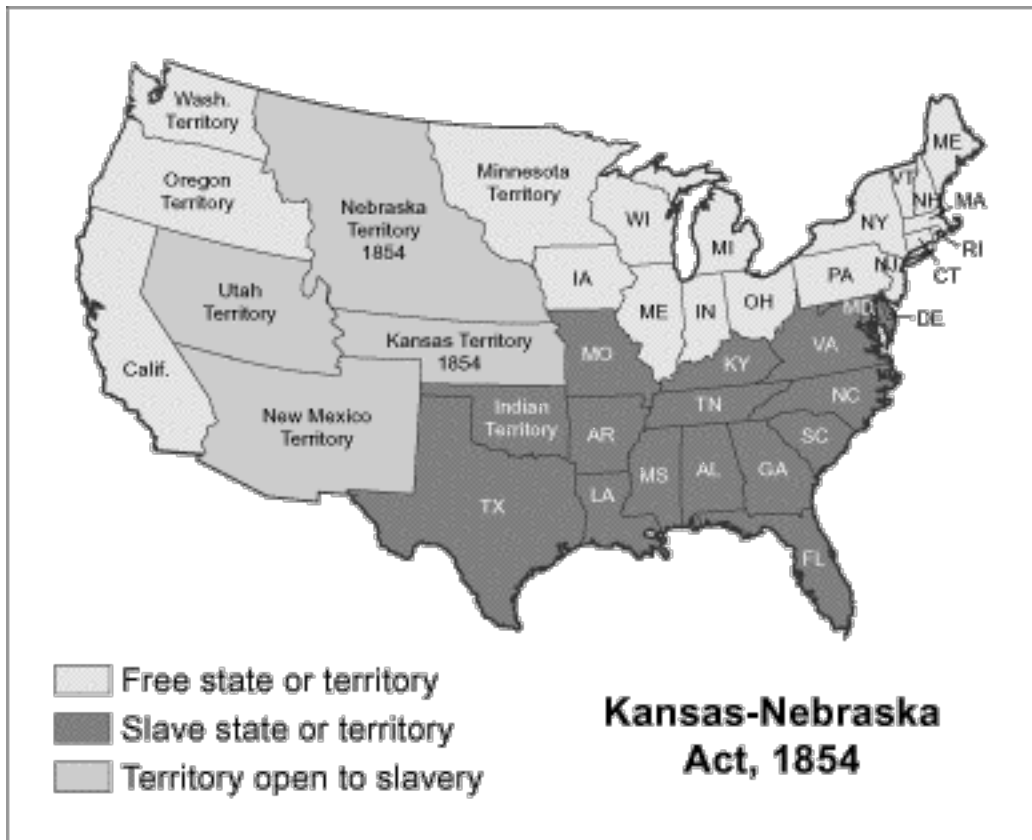 Wash.
Territory
Oregon
Territory
Calif.
Nebraska
Territory
1854
Utah
Territory
New Mexico
Territory
Kansas Territory
1854
Minnesota
Territory
Indian
Territory
TX
IA
MO
AR
LA
WI
ME
MI
IN
OH
KY
TN
MS
AL
GA
FL
SC
NC
VA
MD
DE
PA
NJ
NY
CT
RI
MA
VT
NH
ME
Free state or territory
Slave state or territory
Territory open to slavery
Kansas-Nebraska
Act, 1854